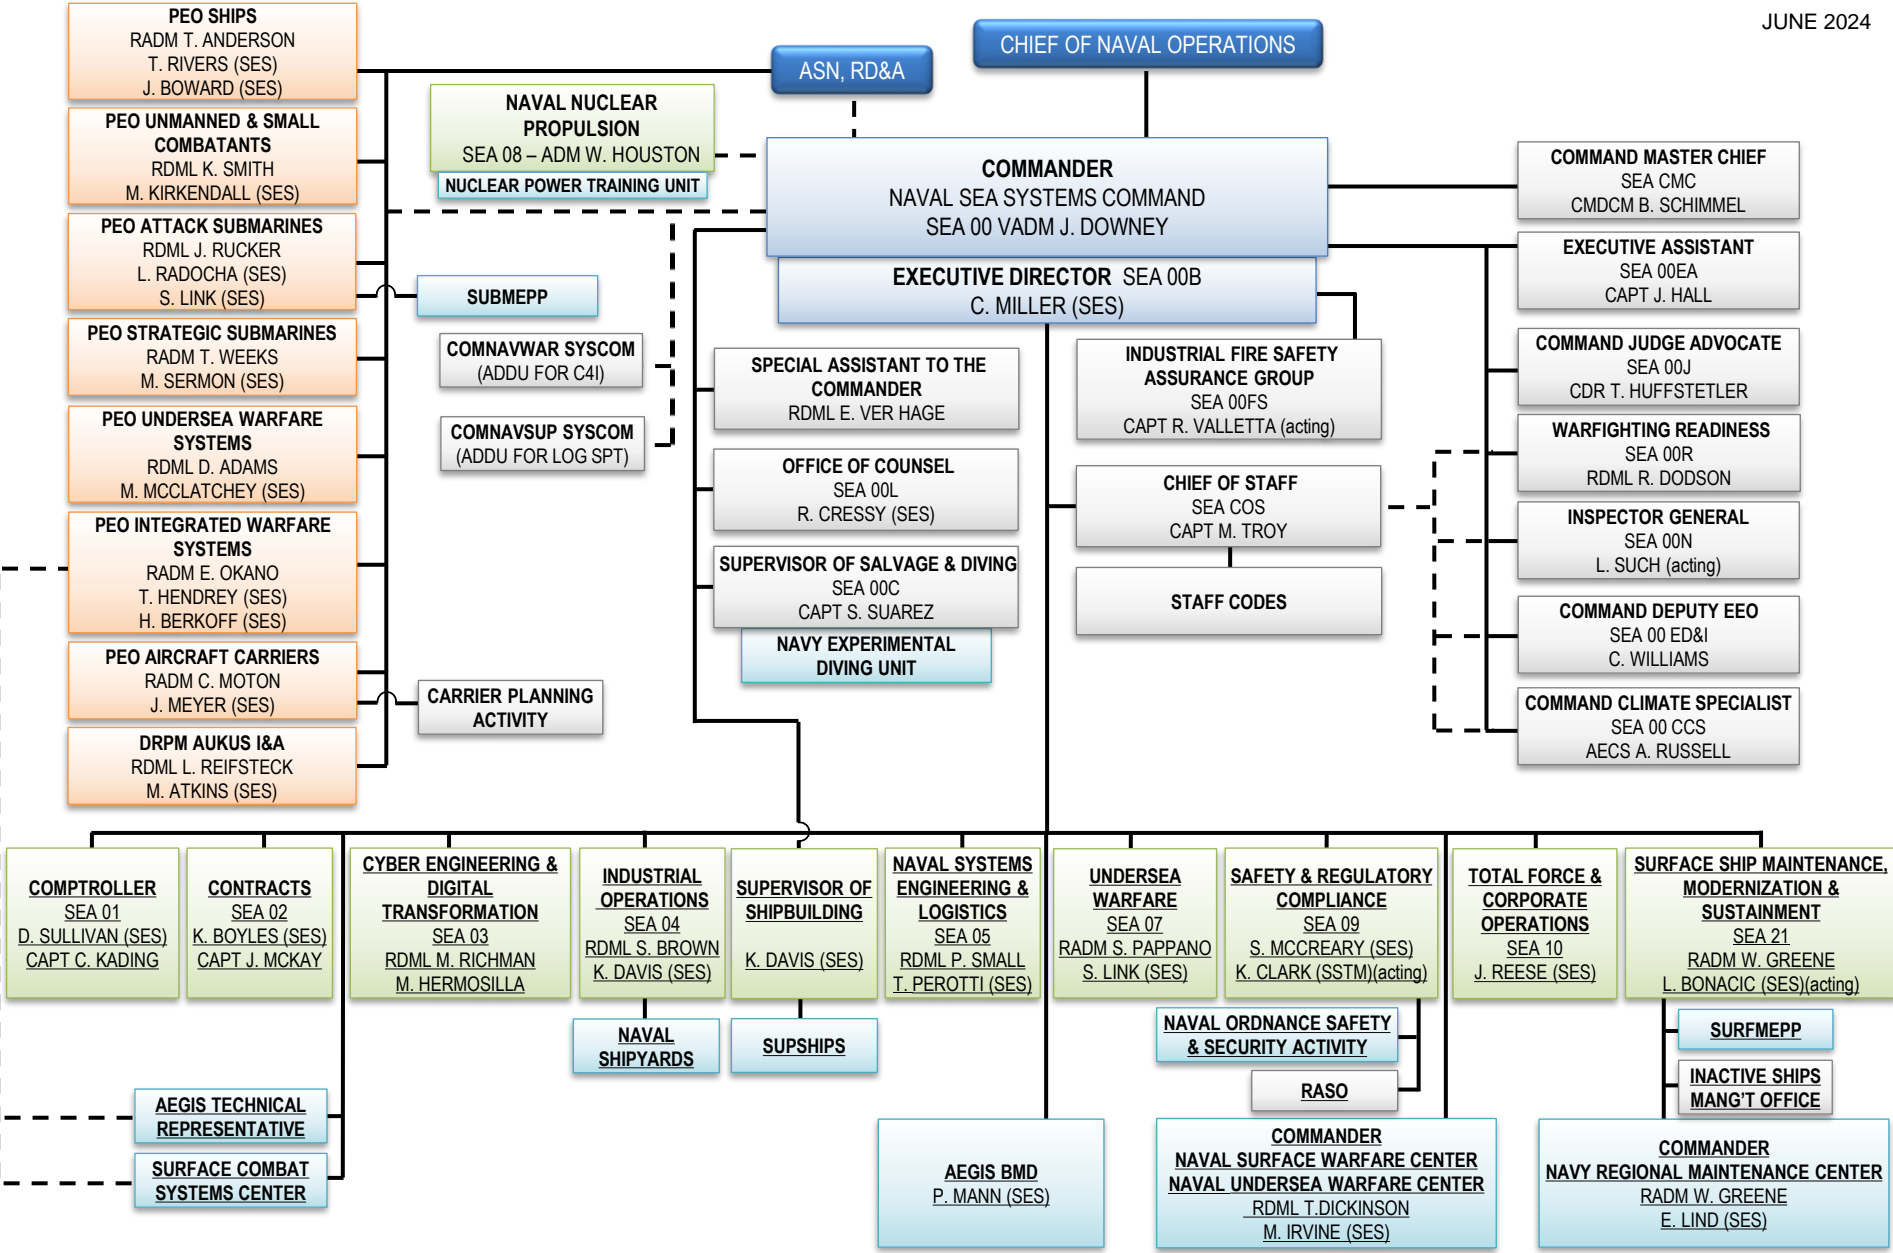 JUNE 2024
CHIEF OF NAVAL OPERATIONS
ASN, RD&A
PEO SHIPS
RADM T. ANDERSON
T. RIVERS (SES)
J. BOWARD (SES)
PEO UNMANNED & SMALL
COMBATANTS
RDML K. SMITH
M. KIRKENDALL (SES)
PEO ATTACK SUBMARINES
RDML J. RUCKER
L. RADOCHA (SES)
S. LINK (SES)
SUBMEPP
PEO STRATEGIC SUBMARINES
RADM T. WEEKS
M. SERMON (SES)
PEO UNDERSEA WARFARE
SYSTEMS
RDML D. ADAMS
M. MCCLATCHEY (SES)
PEO INTEGRATED WARFARE
SYSTEMS
RADM E. OKANO
T. HENDREY (SES)
H. BERKOFF (SES)
PEO AIRCRAFT CARRIERS
RADM C. MOTON
J. MEYER (SES)
CARRIER PLANNING
ACTIVITY
DRPM AUKUS I&A
RDML L. REIFSTECK
M. ATKINS (SES)
NAVAL NUCLEAR
PROPULSION
SEA 08 – ADM W. HOUSTON
NUCLEAR POWER TRAINING UNIT
COMMANDER
NAVAL SEA SYSTEMS COMMAND
SEA 00 VADM J. DOWNEY
EXECUTIVE DIRECTOR SEA 00B
C. MILLER (SES)
COMNAVWAR SYSCOM
(ADDU FOR C4I)
COMNAVSUP SYSCOM
(ADDU FOR LOG SPT)
SPECIAL ASSISTANT TO THE
COMMANDER
RDML E. VER HAGE
OFFICE OF COUNSEL
SEA 00L
R. CRESSY (SES)
SUPERVISOR OF SALVAGE & DIVING
SEA 00C
CAPT S. SUAREZ
NAVY EXPERIMENTAL
DIVING UNIT
INDUSTRIAL FIRE SAFETY
ASSURANCE GROUP
SEA 00FS
CAPT R. VALLETTA (acting)
CHIEF OF STAFF
SEA COS
CAPT M. TROY
STAFF CODES
COMMAND MASTER CHIEF
SEA CMC
CMDCM B. SCHIMMEL
EXECUTIVE ASSISTANT
SEA 00EA
CAPT J. HALL
COMMAND JUDGE ADVOCATE
SEA 00J
CDR T. HUFFSTETLER
WARFIGHTING READINESS
SEA 00R
RDML R. DODSON
INSPECTOR GENERAL
SEA 00N
L. SUCH (acting)
COMMAND DEPUTY EEO
SEA 00 ED&I
C. WILLIAMS
COMMAND CLIMATE SPECIALIST
SEA 00 CCS
AECS A. RUSSELL
COMPTROLLER
SEA 01
D. SULLIVAN (SES)
CAPT C. KADING
CONTRACTS
SEA 02
K. BOYLES (SES)
CAPT J. MCKAY
CYBER ENGINEERING &
DIGITAL
TRANSFORMATION
SEA 03
RDML M. RICHMAN
M. HERMOSILLA
INDUSTRIAL
OPERATIONS
SEA 04
RDML S. BROWN
K. DAVIS (SES)
SUPERVISOR OF
SHIPBUILDING
K. DAVIS (SES)
NAVAL SYSTEMS
ENGINEERING &
LOGISTICS
SEA 05
RDML P. SMALL
T. PEROTTI (SES)
UNDERSEA
WARFARE
SEA 07
RADM S. PAPPANO
S. LINK (SES)
SAFETY & REGULATORY
COMPLIANCE
SEA 09
S. MCCREARY (SES)
K. CLARK (SSTM)(acting)
TOTAL FORCE &
CORPORATE
OPERATIONS
SEA 10
J. REESE (SES)
SURFACE SHIP MAINTENANCE,
MODERNIZATION &
SUSTAINMENT
SEA 21
RADM W. GREENE
L. BONACIC (SES)(acting)
NAVAL
SHIPYARDS
SUPSHIPS
NAVAL ORDNANCE SAFETY
& SECURITY ACTIVITY
RASO
SURFMEPP
INACTIVE SHIPS
MANG'T OFFICE
AEGIS TECHNICAL
REPRESENTATIVE
SURFACE COMBAT
SYSTEMS CENTER
AEGIS BMD
P. MANN (SES)
COMMANDER
NAVAL SURFACE WARFARE CENTER
NAVAL UNDERSEA WARFARE CENTER
RDML T.DICKINSON
M. IRVINE (SES)
COMMANDER
NAVY REGIONAL MAINTENANCE CENTER
RADM W. GREENE
E. LIND (SES)